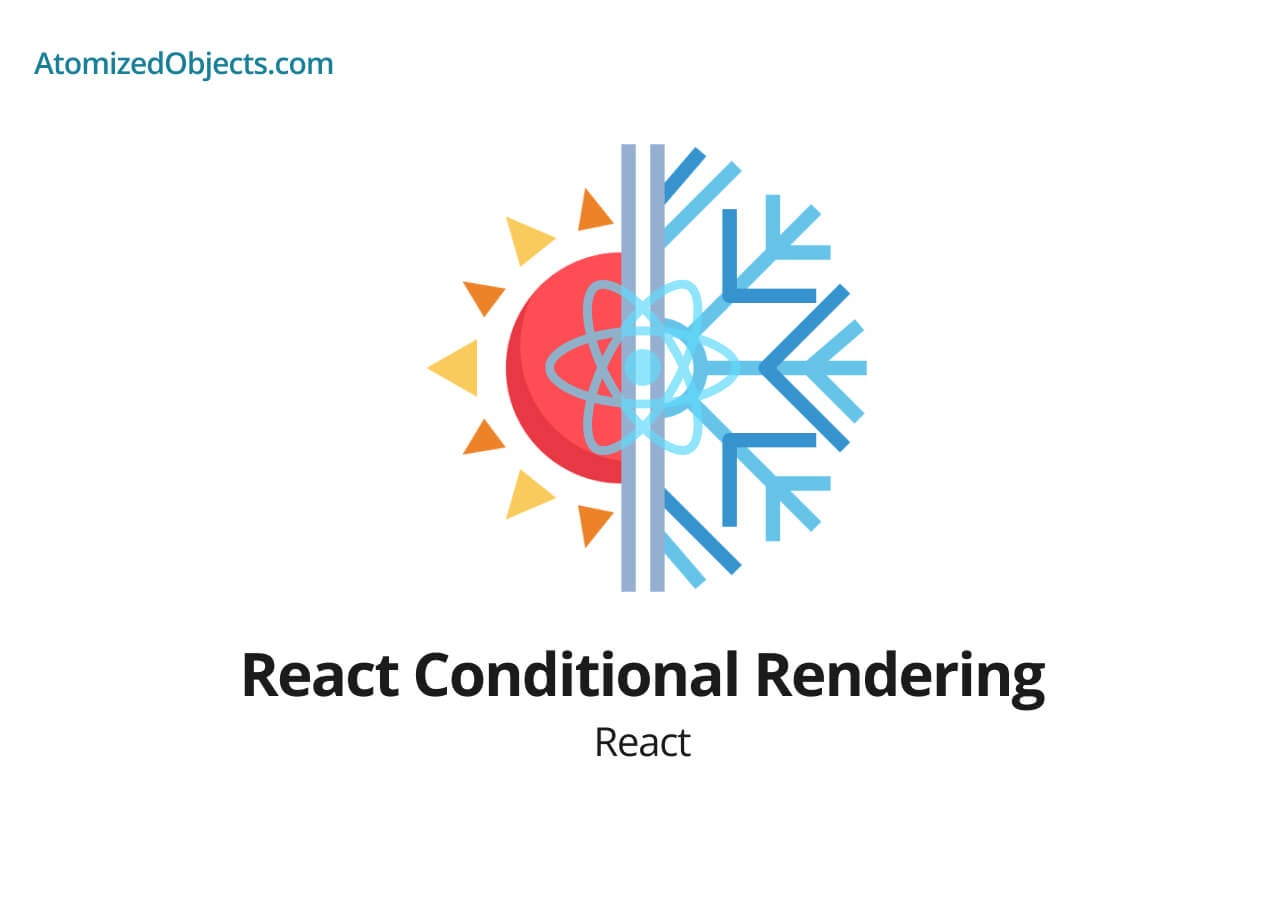 AtomizedObjects.com
React Conditional Rendering
React